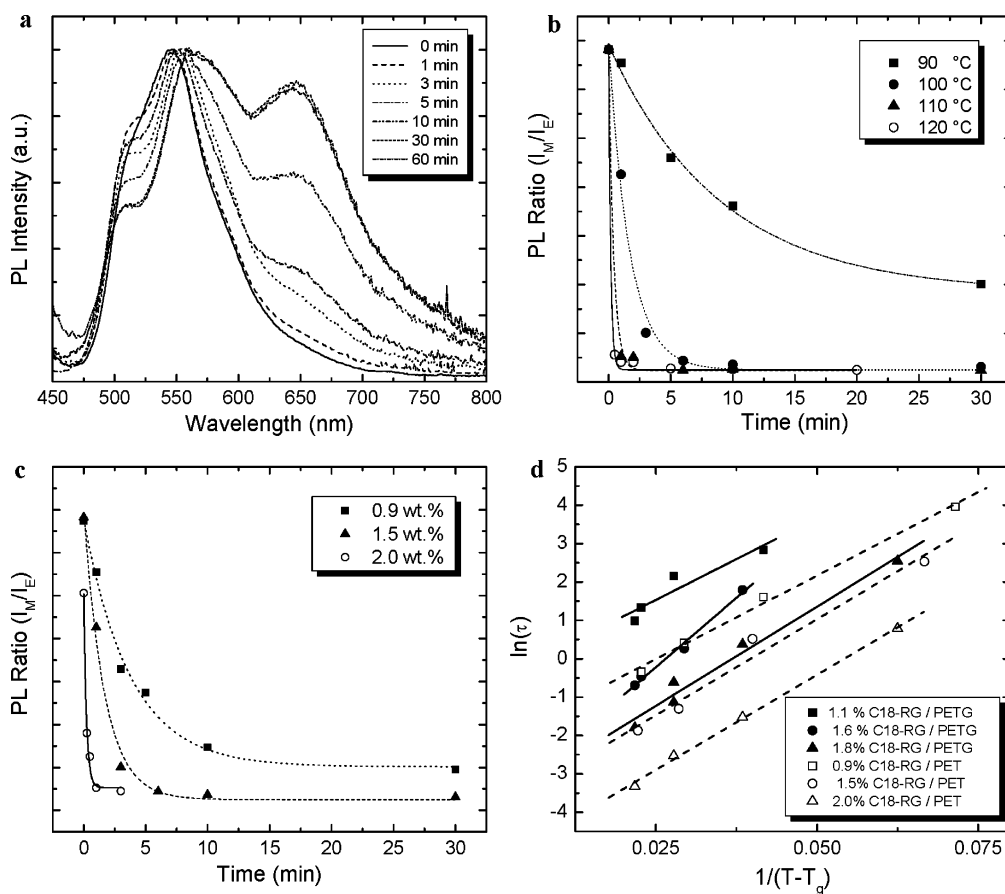 a
PL Intensity (a.u.)
0 min
1 min
3 min
5 min
10 min
30 min
60 min
450 500 550 600 650 700 750 800
Wavelength (nm)
b
PL Ratio (I_M/I_E)
90 °C
100 °C
110 °C
120 °C
0 5 10 15 20 25 30
Time (min)
c
PL Ratio (I_M/I_E)
0.9 wt.%
1.5 wt.%
2.0 wt.%
0 5 10 15 20 25 30
Time (min)
d
ln(τ)
5
4
3
2
1
0
-1
-2
-3
-4
1.1 % C18-RG / PETG
1.6 % C18-RG / PETG
1.8% C18-RG / PETG
0.9% C18-RG / PET
1.5% C18-RG / PET
2.0% C18-RG / PET
0.025 0.050 0.075
1/(T-T_g)